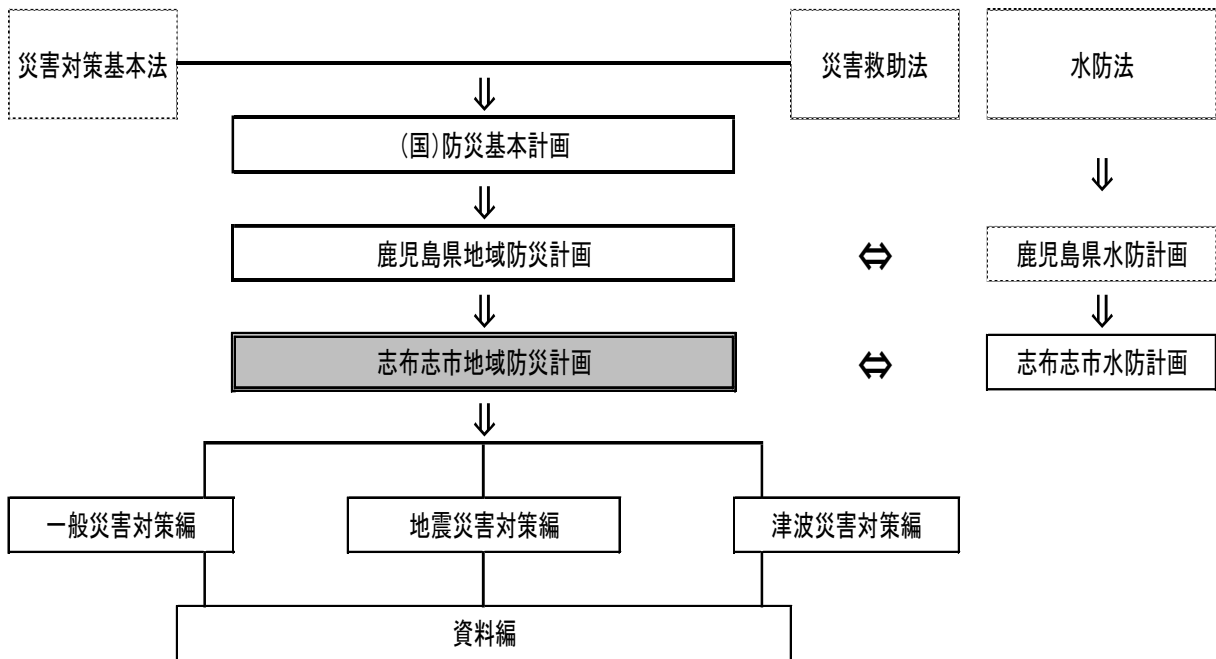 災害対策基本法
災害救助法
水防法
⇓
(国)防災基本計画
⇓
⇓
鹿児島県地域防災計画
⇔
鹿児島県水防計画
⇓
⇓
志布志市地域防災計画
⇔
志布志市水防計画
⇓
一般災害対策編
地震災害対策編
津波災害対策編
資料編